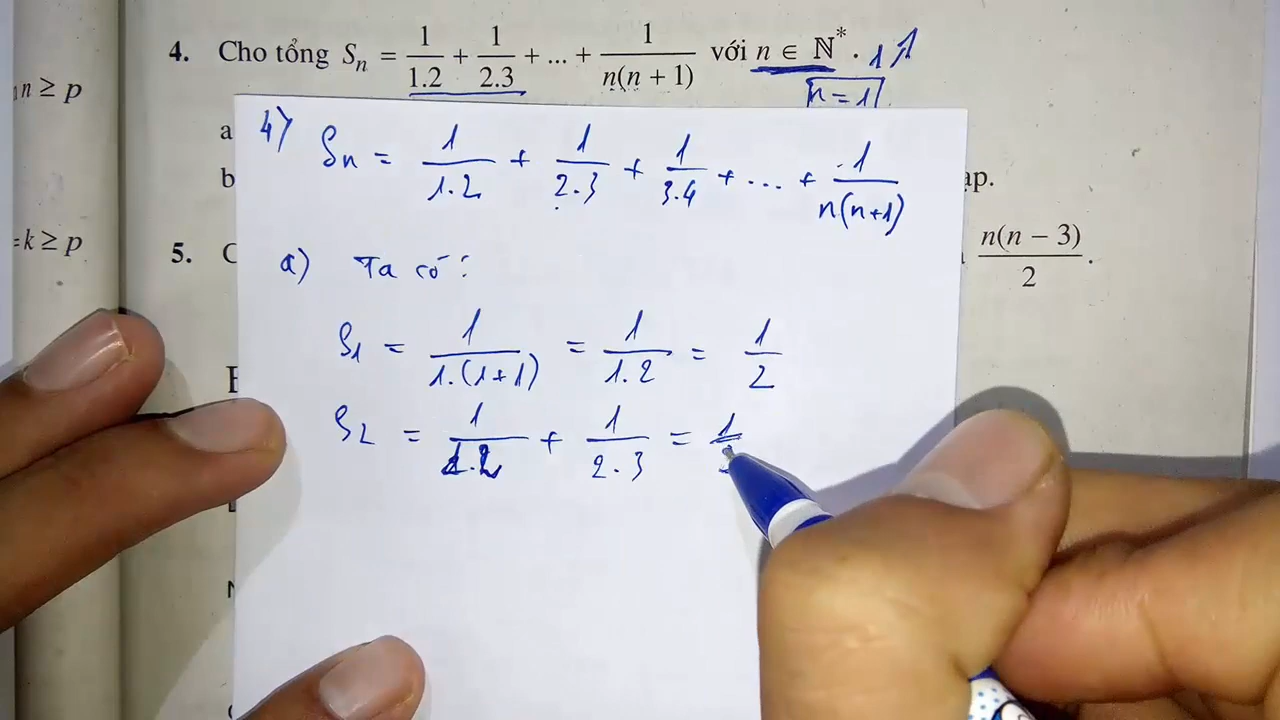 4. Cho tổng Sn = 1/1.2 + 1/2.3 + ... + 1/n(n + 1) với n ∈ ℕ*. 1
n = 1
n ≥ p
a
4) Sn = 1/1.2 + 1/2.3 + 1/3.4 + ... + 1/n(n+1)
b ạp.
=k ≥ p
5. C n(n − 3)/2.
a) Ta có:
S1 = 1/1.(1+1) = 1/1.2 = 1/2
S2 = 1/1.2 + 1/2.3 =